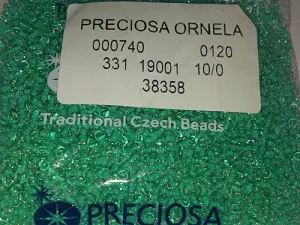 PRECIOSA ORNELA
000740 0120
331 19001 10/0
38358
Traditional Czech Beads
PRECIOSA